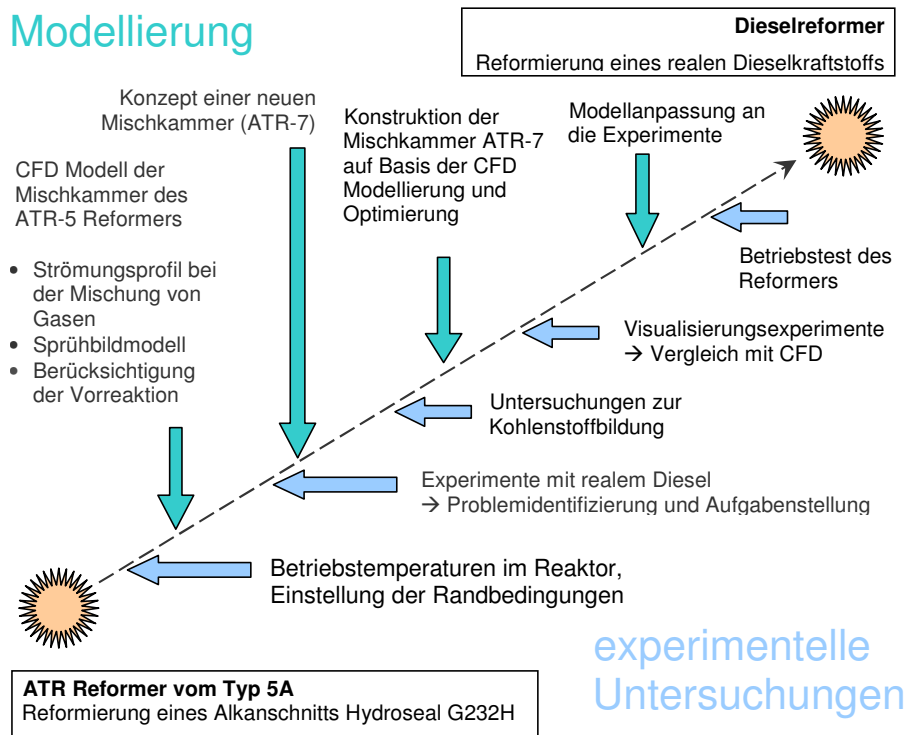 Modellierung
Dieselreformer
Reformierung eines realen Dieselkraftstoffs
Konzept einer neuen
Mischkammer (ATR-7)
Konstruktion der
Mischkammer ATR-7
auf Basis der CFD
Modellierung und
Optimierung
Modellanpassung an
die Experimente
CFD Modell der
Mischkammer des
ATR-5 Reformers
• Strömungsprofil bei
der Mischung von
Gasen
• Sprühbildmodell
• Berücksichtigung
der Vorreaktion
Betriebstest des
Reformers
Visualisierungsexperimente
→ Vergleich mit CFD
Untersuchungen zur
Kohlenstoffbildung
Experimente mit realem Diesel
→ Problemidentifizierung und Aufgabenstellung
Betriebstemperaturen im Reaktor,
Einstellung der Randbedingungen
experimentelle
Untersuchungen
ATR Reformer vom Typ 5A
Reformierung eines Alkanschnitts Hydroseal G232H